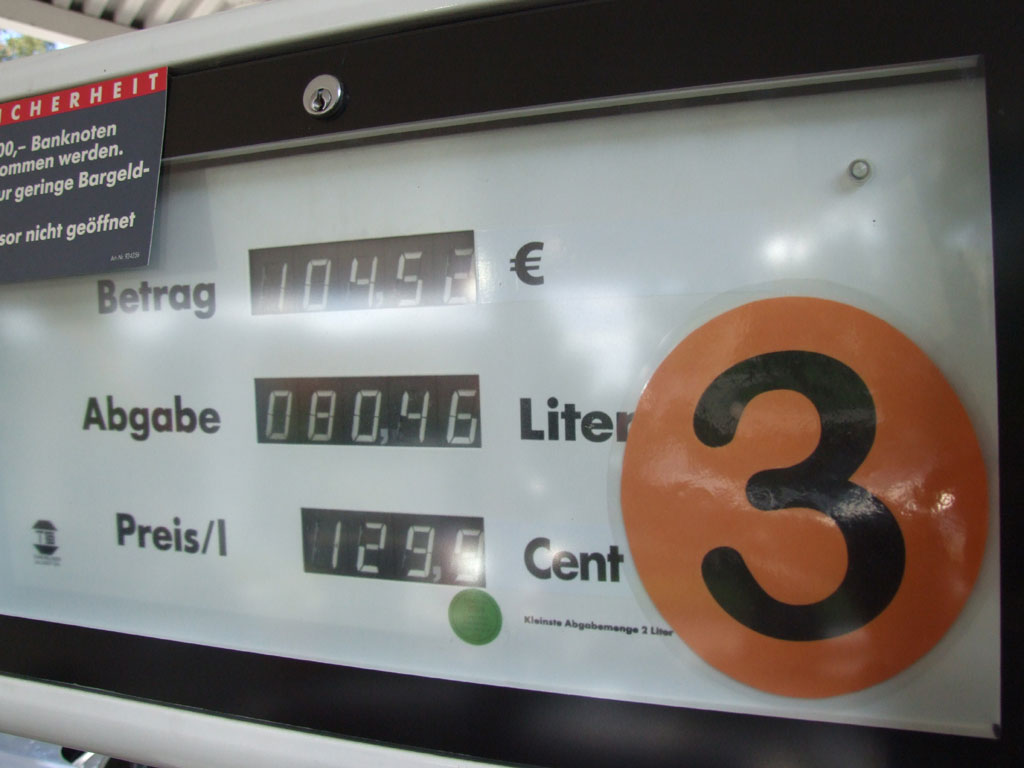 ICHERHEIT
00,– Banknoten
ommen werden.
ur geringe Bargeld-
sor nicht geöffnet
Betrag 104,52 €
Abgabe 080,46 Liter
Preis/l 129,9 Cent
Kleinste Abgabemenge 2 Liter
3